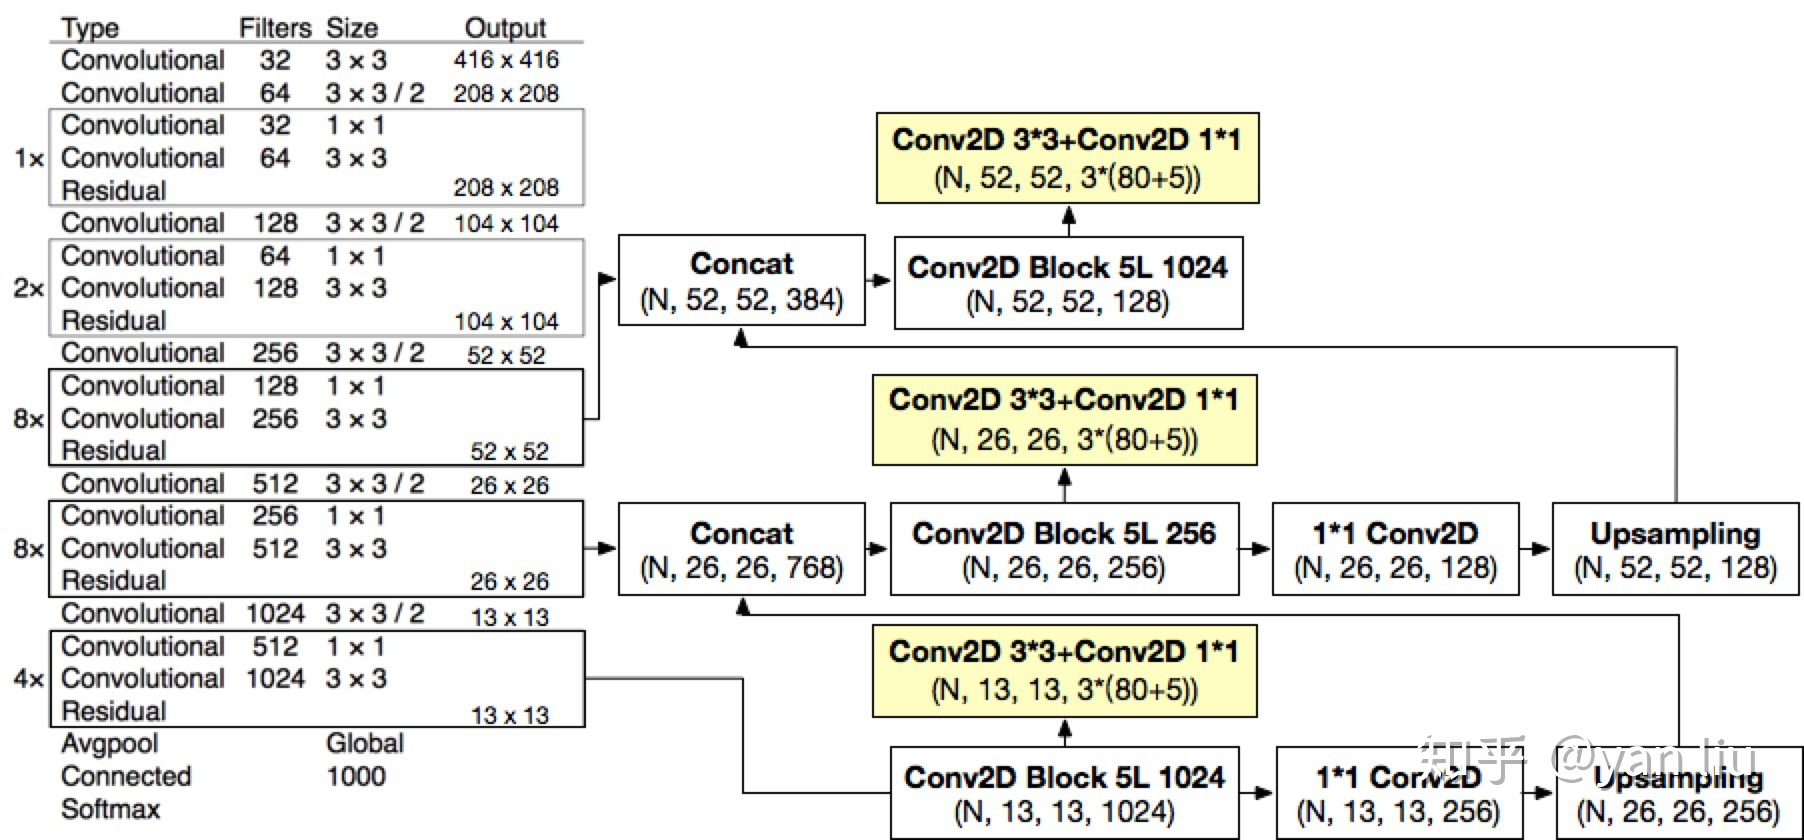 Type Filters Size Output
Convolutional 32 3 × 3 416 x 416
Convolutional 64 3 × 3 / 2 208 x 208
Convolutional 32 1 × 1
1× Convolutional 64 3 × 3
Residual 208 x 208
Convolutional 128 3 × 3 / 2 104 x 104
Convolutional 64 1 × 1
2× Convolutional 128 3 × 3
Residual 104 x 104
Convolutional 256 3 × 3 / 2 52 x 52
Convolutional 128 1 × 1
8× Convolutional 256 3 × 3
Residual 52 x 52
Convolutional 512 3 × 3 / 2 26 x 26
Convolutional 256 1 × 1
8× Convolutional 512 3 × 3
Residual 26 x 26
Convolutional 1024 3 × 3 / 2 13 x 13
Convolutional 512 1 × 1
4× Convolutional 1024 3 × 3
Residual 13 x 13
Avgpool Global
Connected 1000
Softmax
Conv2D 3*3+Conv2D 1*1
(N, 52, 52, 3*(80+5))
Concat
(N, 52, 52, 384)
Conv2D Block 5L 1024
(N, 52, 52, 128)
Conv2D 3*3+Conv2D 1*1
(N, 26, 26, 3*(80+5))
Concat
(N, 26, 26, 768)
Conv2D Block 5L 256
(N, 26, 26, 256)
1*1 Conv2D
(N, 26, 26, 128)
Upsampling
(N, 52, 52, 128)
Conv2D 3*3+Conv2D 1*1
(N, 13, 13, 3*(80+5))
Conv2D Block 5L 1024
(N, 13, 13, 1024)
1*1 Conv2D
(N, 13, 13, 256)
Upsampling
(N, 26, 26, 256)
知乎 @yan liu